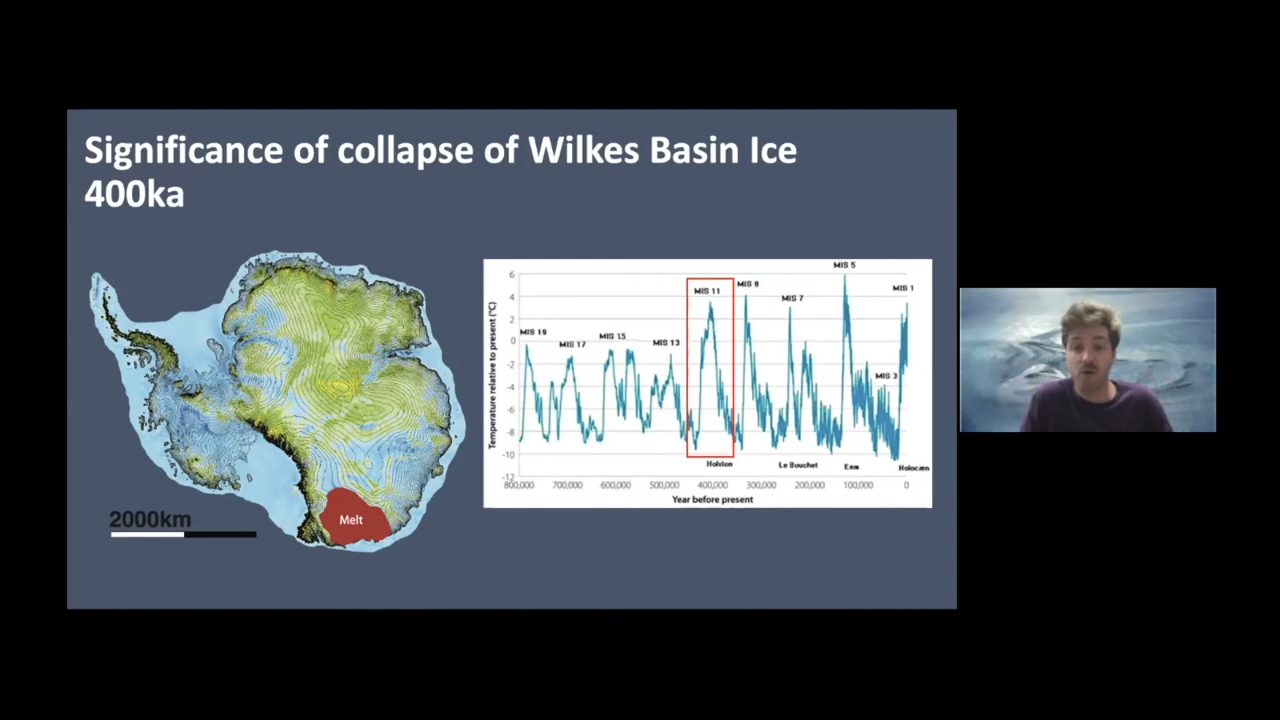 Significance of collapse of Wilkes Basin Ice
400ka
2000km
Melt
Temperature relative to present (°C)
6
4
2
0
-2
-4
-6
-8
-10
-12
MIS 19
MIS 17
MIS 15
MIS 13
MIS 11
MIS 9
MIS 7
MIS 5
MIS 3
MIS 1
Holston
Le Bouchet
Eem
Holocæn
800,000
700,000
600,000
500,000
400,000
300,000
200,000
100,000
0
Year before present